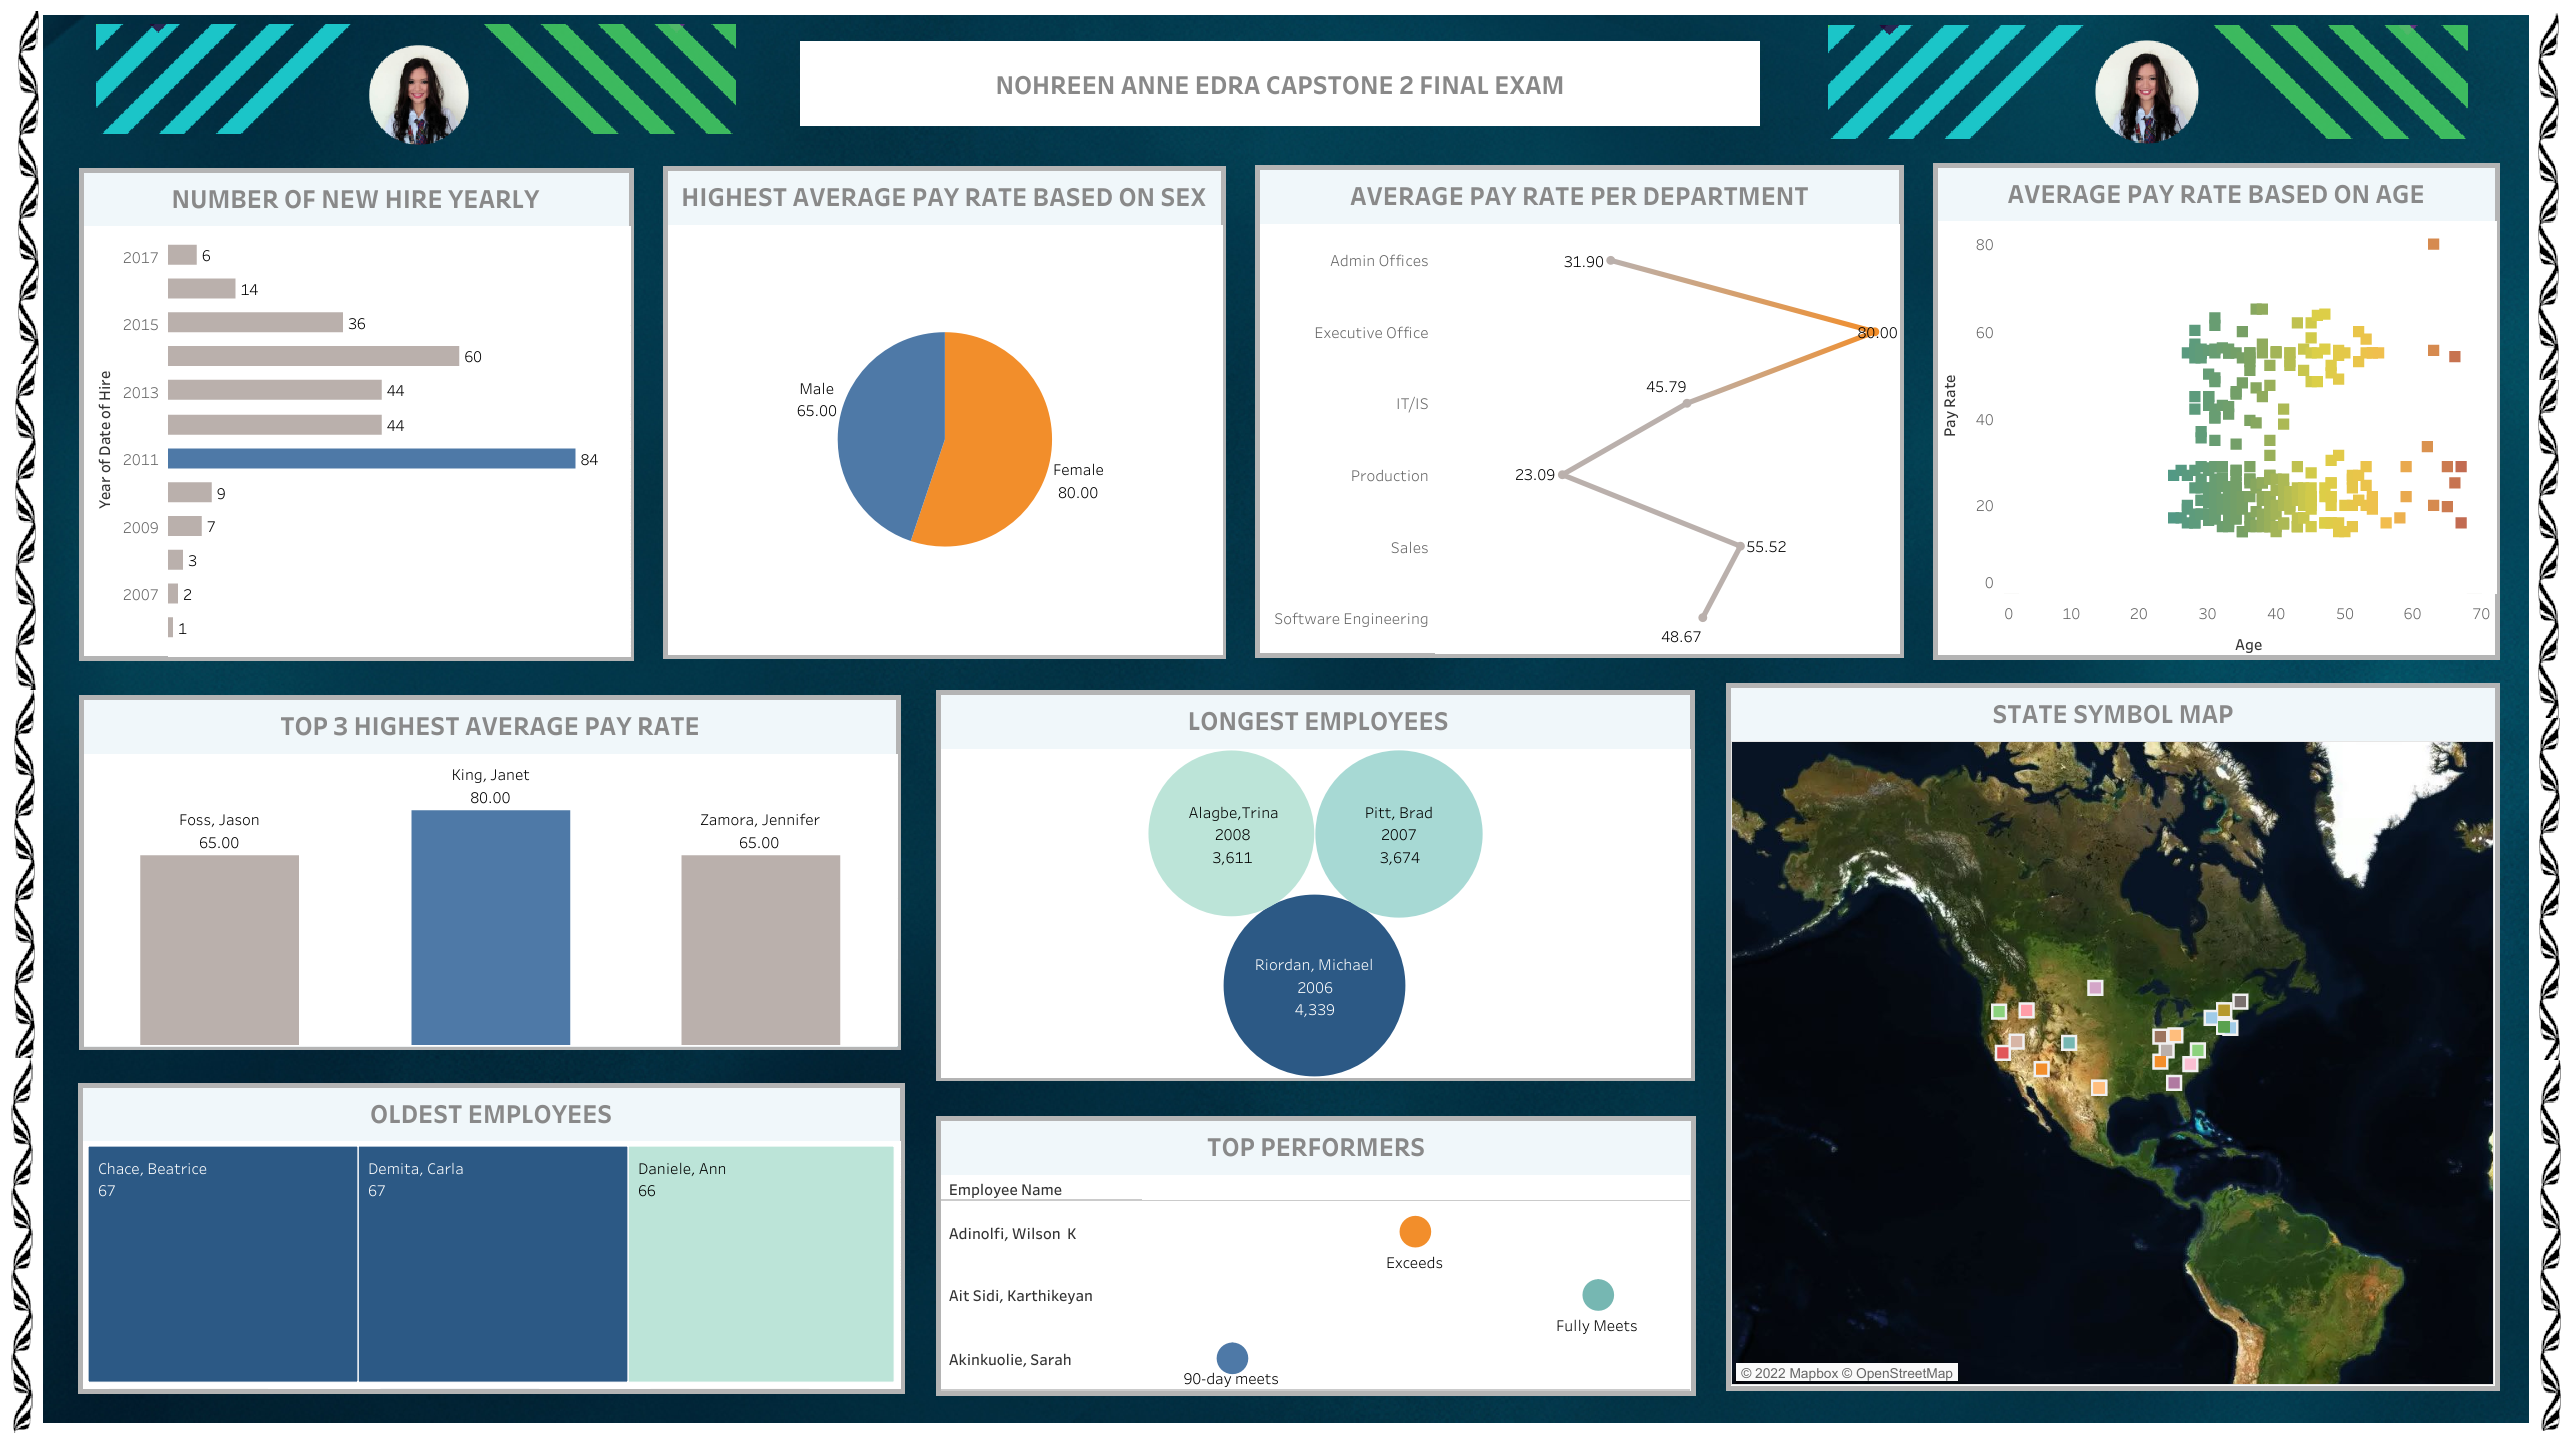 NOHREEN ANNE EDRA CAPSTONE 2 FINAL EXAM
NUMBER OF NEW HIRE YEARLY
Year of Date of Hire
2017
6
14
2015
36
60
2013
44
44
2011
84
9
2009
7
3
2007
2
1
HIGHEST AVERAGE PAY RATE BASED ON SEX
Male
65.00
Female
80.00
AVERAGE PAY RATE PER DEPARTMENT
Admin Offices
31.90
Executive Office
80.00
IT/IS
45.79
Production
23.09
Sales
55.52
Software Engineering
48.67
AVERAGE PAY RATE BASED ON AGE
Pay Rate
80
60
40
20
0
0 10 20 30 40 50 60 70
Age
TOP 3 HIGHEST AVERAGE PAY RATE
Foss, Jason
65.00
King, Janet
80.00
Zamora, Jennifer
65.00
LONGEST EMPLOYEES
Alagbe,Trina
2008
3,611
Pitt, Brad
2007
3,674
Riordan, Michael
2006
4,339
STATE SYMBOL MAP
© 2022 Mapbox © OpenStreetMap
OLDEST EMPLOYEES
Chace, Beatrice
67
Demita, Carla
67
Daniele, Ann
66
TOP PERFORMERS
Employee Name
Adinolfi, Wilson K
Exceeds
Ait Sidi, Karthikeyan
Fully Meets
Akinkuolie, Sarah
90-day meets